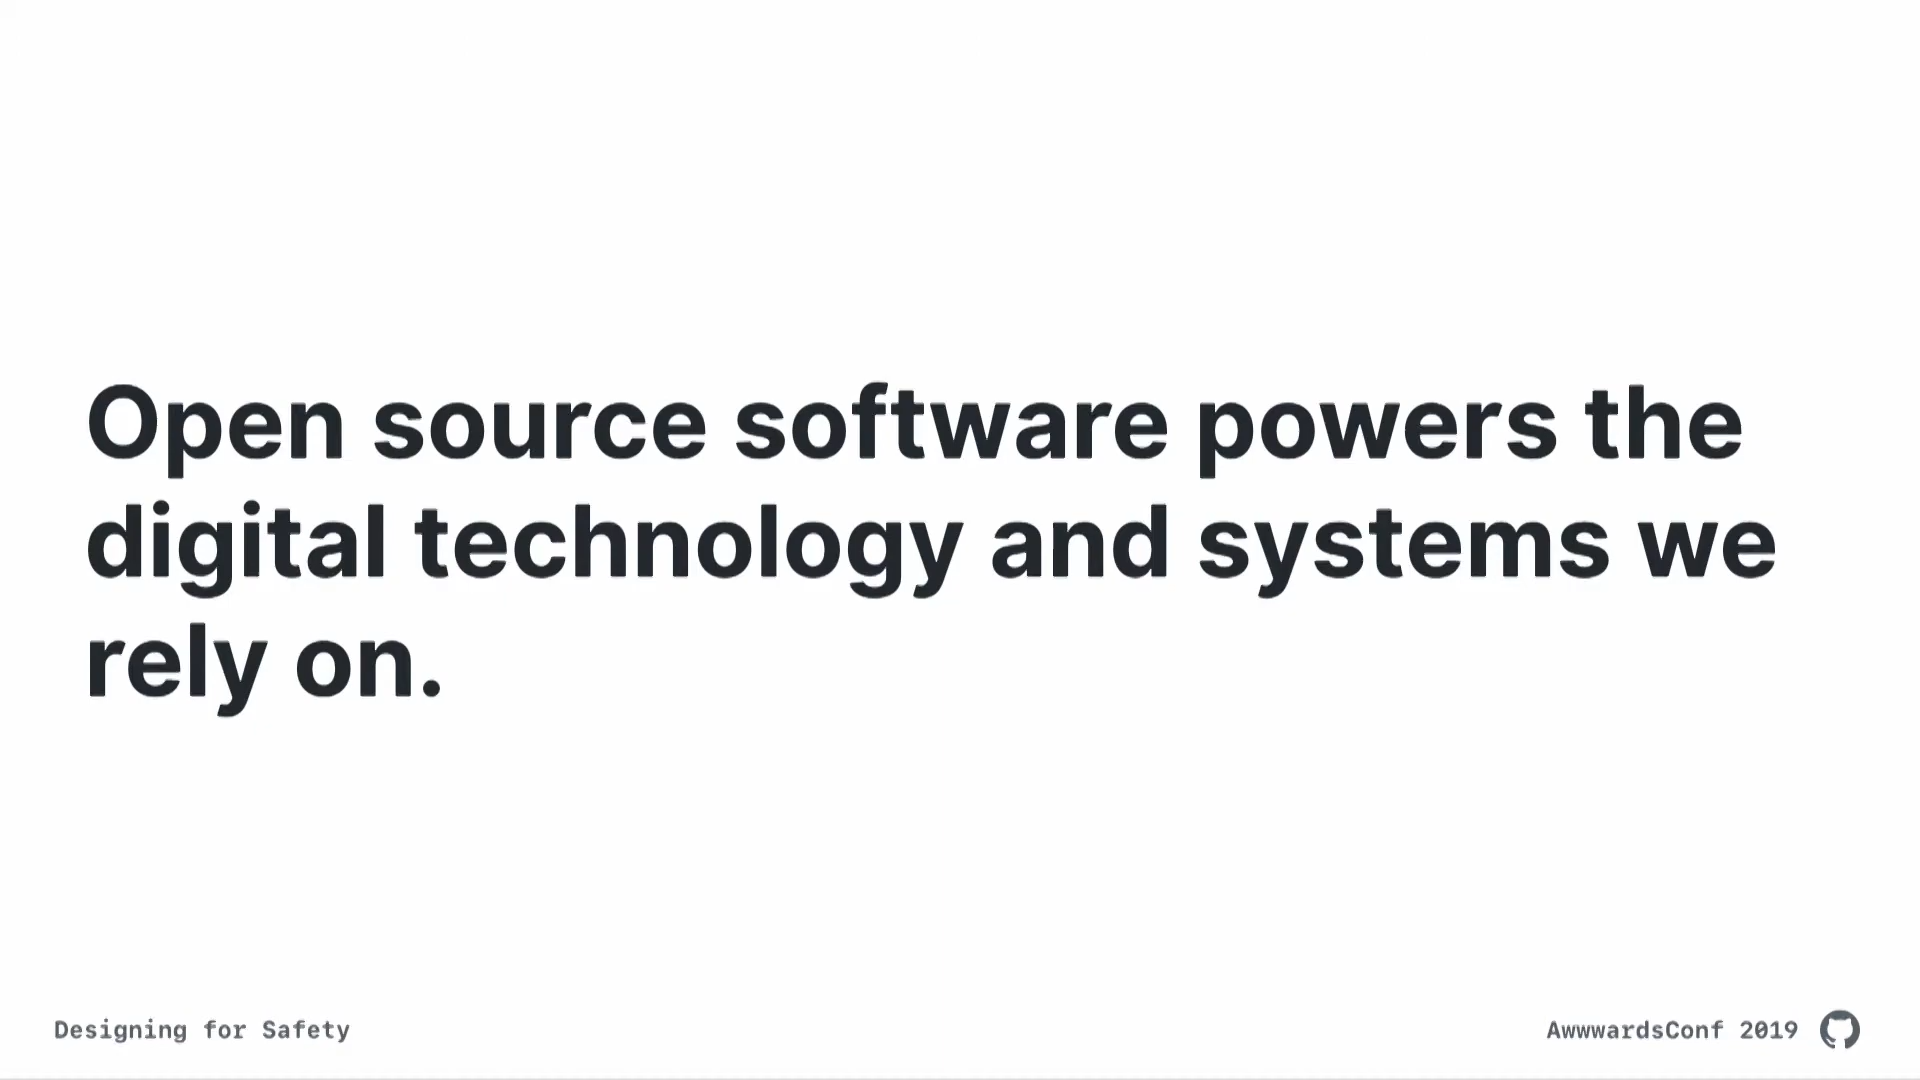 Open source software powers the
digital technology and systems we
rely on.
Designing for Safety
AwwwardsConf 2019